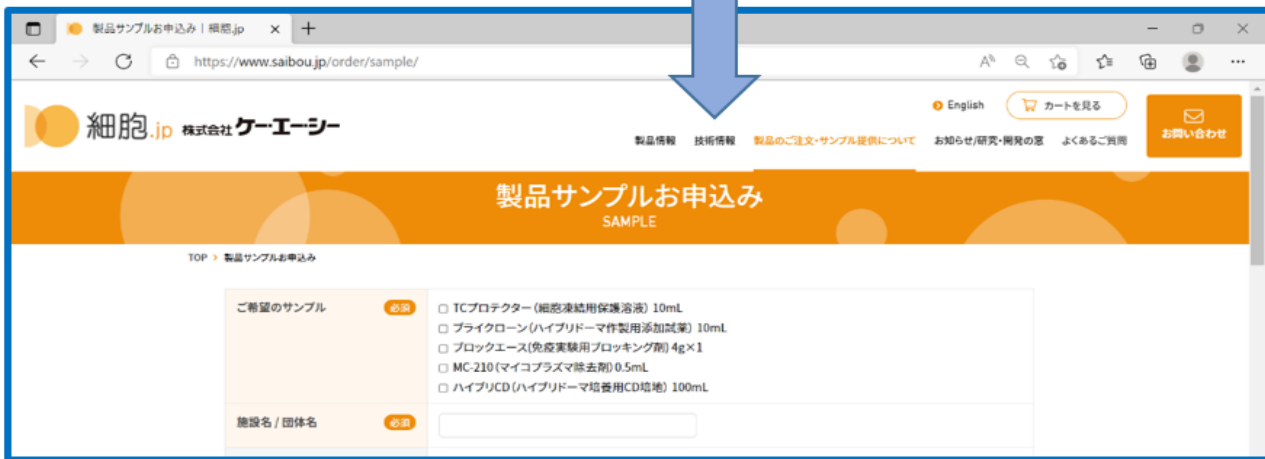 製品サンプルお申込み | 細胞.jp
https://www.saibou.jp/order/sample/
English
カートを見る
細胞.jp 株式会社ケー・エー・シー
製品情報 技術情報 製品のご注文・サンプル提供について お知らせ/研究・開発の窓 よくあるご質問
お問い合わせ
製品サンプルお申込み
SAMPLE
TOP > 製品サンプルお申込み
ご希望のサンプル 必須
TCプロテクター(細胞凍結用保護溶液) 10mL
ブライクローン(ハイブリドーマ作製用添加試薬) 10mL
ブロックエース(免疫実験用ブロッキング剤) 4g×1
MC-210(マイコプラズマ除去剤)0.5mL
ハイブリCD(ハイブリドーマ培養用CD培地) 100mL
施設名 / 団体名 必須